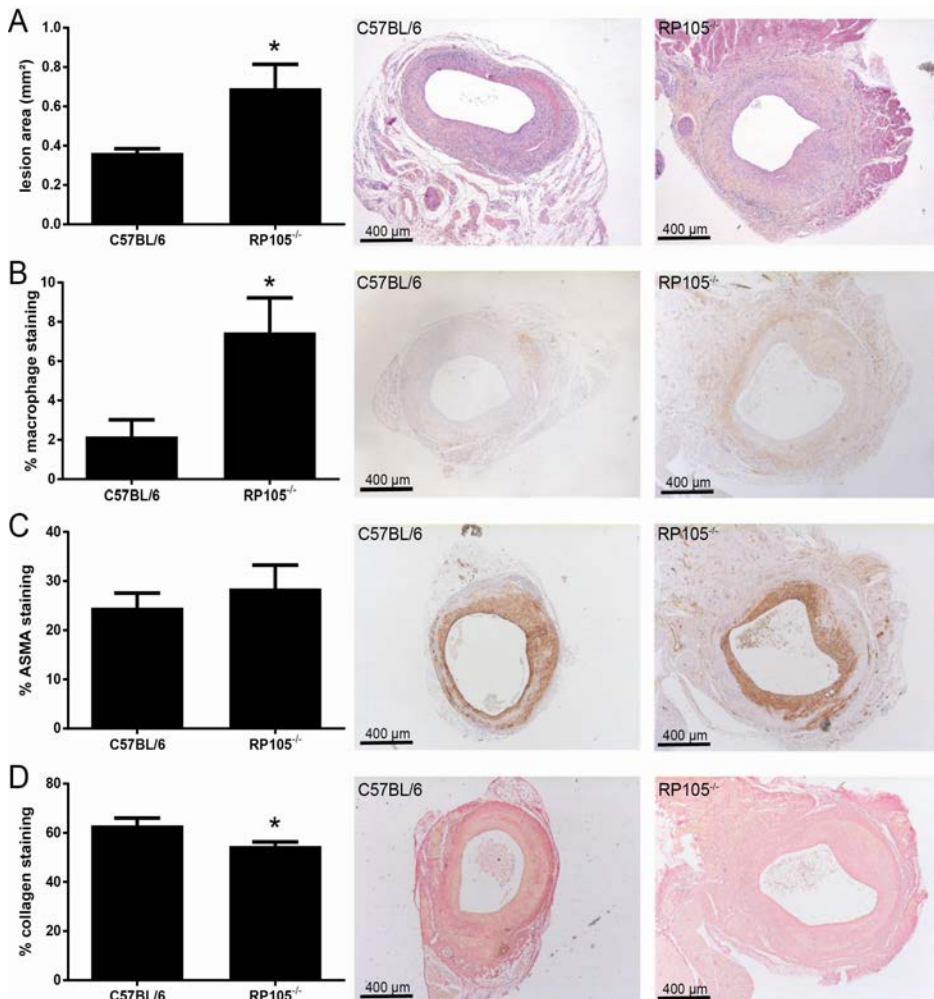 A
lesion area (mm²)
1.0
0.8
0.6
0.4
0.2
0.0
*
C57BL/6
RP105-/-
C57BL/6
400 µm
RP105-/-
400 µm
B
% macrophage staining
10
8
6
4
2
0
*
C57BL/6
RP105-/-
C57BL/6
400 µm
RP105-/-
400 µm
C
% ASMA staining
40
30
20
10
0
C57BL/6
RP105-/-
C57BL/6
400 µm
RP105-/-
400 µm
D
% collagen staining
80
60
40
20
0
*
C57BL/6
RP105-/-
C57BL/6
400 µm
RP105-/-
400 µm